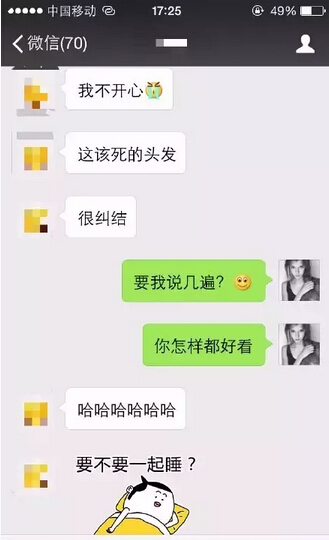 中国移动 17:25 49%
微信(70)
我不开心
这该死的头发
很纠结
要我说几遍？
你怎样都好看
哈哈哈哈哈哈
要不要一起睡？